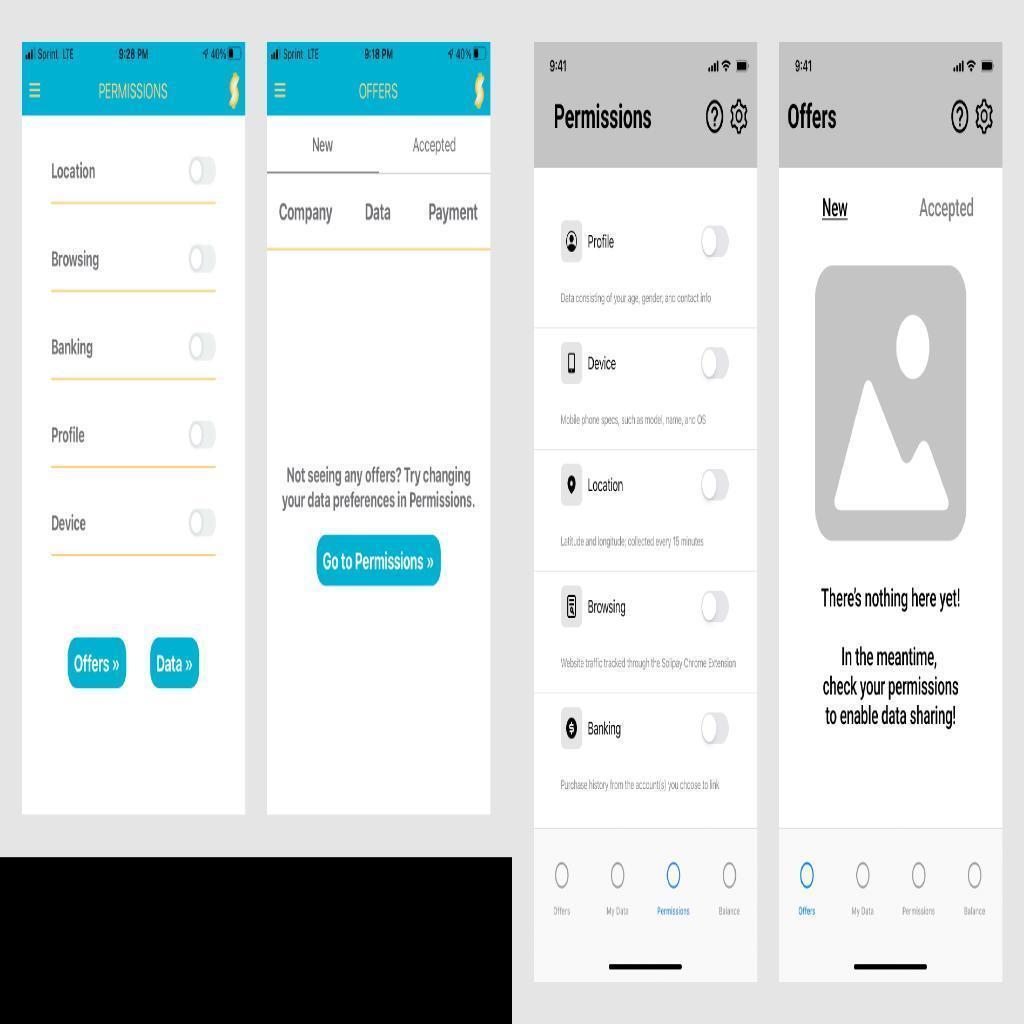 Sprint LTE 9:28 PM 40%
PERMISSIONS
Location
Browsing
Banking
Profile
Device
Offers » Data »
Sprint LTE 9:18 PM 40%
OFFERS
New Accepted
Company Data Payment
Not seeing any offers? Try changing
your data preferences in Permissions.
Go to Permissions »
9:41
Permissions
Profile
Data consisting of your age, gender, and contact info
Device
Mobile phone specs, such as model, name, and OS
Location
Latitude and longitude; collected every 15 minutes
Browsing
Website traffic tracked through the Solipay Chrome Extension
Banking
Purchase history from the account(s) you choose to link
Offers My Data Permissions Balance
9:41
Offers
New Accepted
There's nothing here yet!
In the meantime,
check your permissions
to enable data sharing!
Offers My Data Permissions Balance